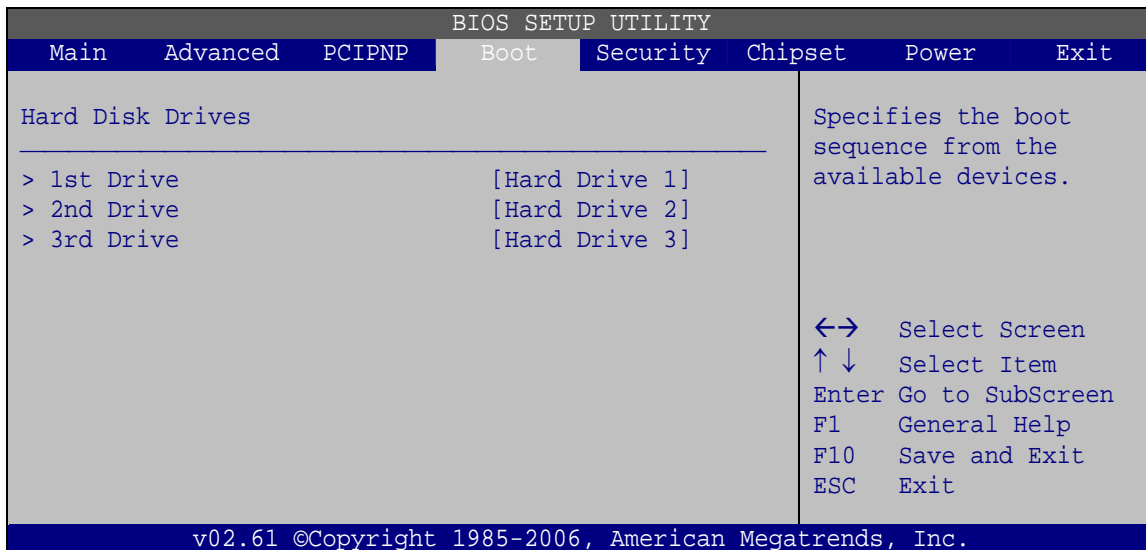 BIOS SETUP UTILITY
Main Advanced PCIPNP Boot Security Chipset Power Exit
Hard Disk Drives
> 1st Drive [Hard Drive 1]
> 2nd Drive [Hard Drive 2]
> 3rd Drive [Hard Drive 3]
Specifies the boot
sequence from the
available devices.
←→ Select Screen
↑ ↓ Select Item
Enter Go to SubScreen
F1 General Help
F10 Save and Exit
ESC Exit
v02.61 ©Copyright 1985-2006, American Megatrends, Inc.